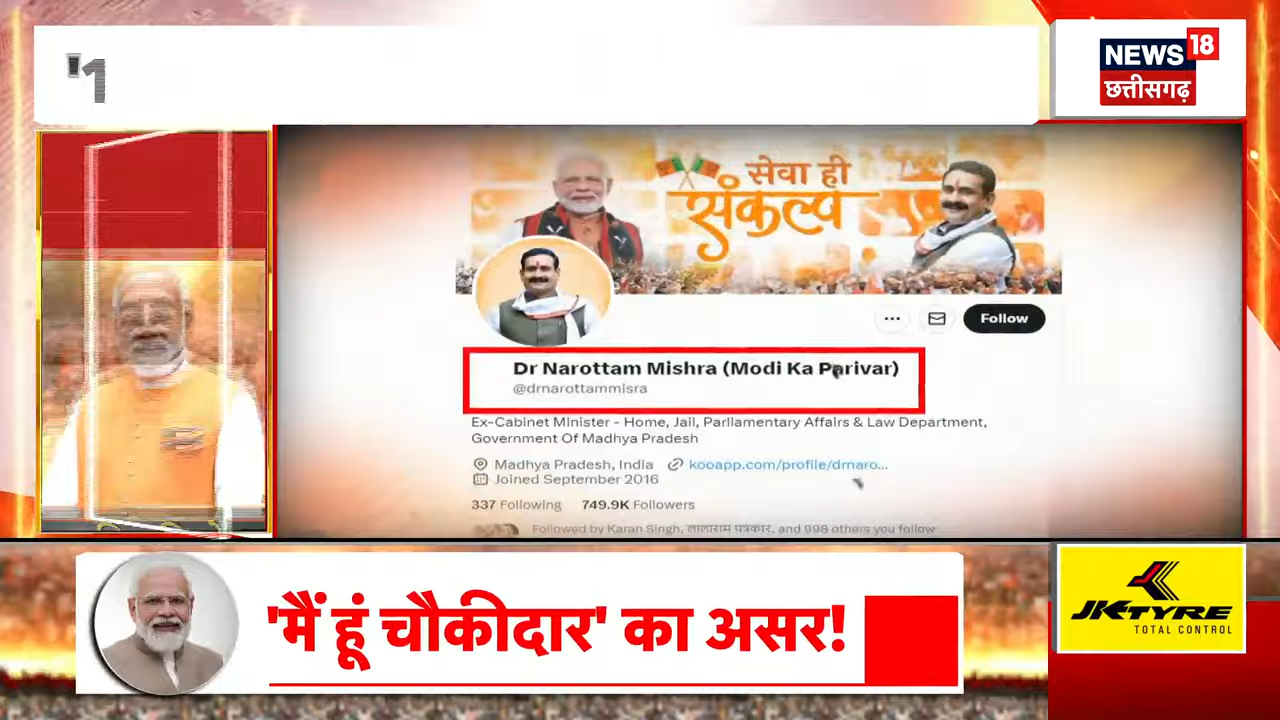 '1
NEWS 18
छत्तीसगढ़
सेवा ही
संकल्प
Follow
Dr Narottam Mishra (Modi Ka Parivar)
@drnarottammisra
Ex-Cabinet Minister - Home, Jail, Parliamentary Affairs & Law Department,
Government Of Madhya Pradesh
Madhya Pradesh, India kooapp.com/profile/drnaro...
Joined September 2016
337 Following 749.9K Followers
Followed by Karan Singh, लालाराम पत्रकार, and 998 others you follow
'मैं हूं चौकीदार' का असर!
JK TYRE
TOTAL CONTROL